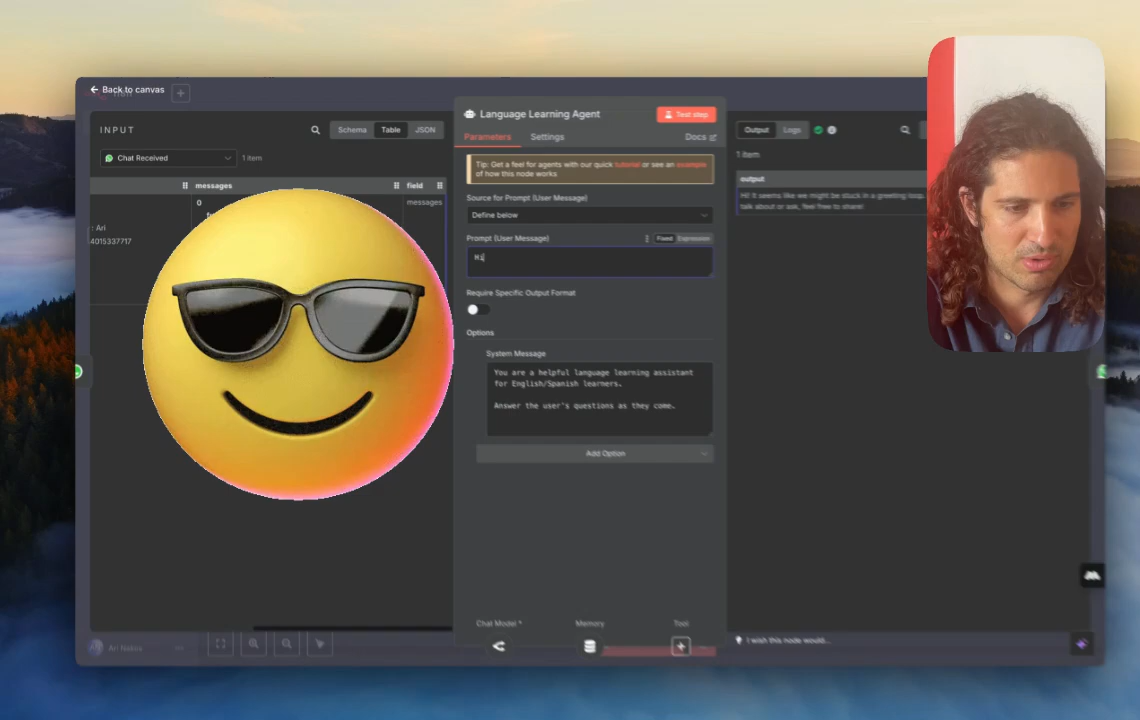 Back to canvas
INPUT
Schema
Table
JSON
Chat Received
1 item
messages
field
0
messages
: Ari
4015337717
Language Learning Agent
Test step
Parameters
Settings
Docs
Tip: Get a feel for agents with our quick tutorial or see an example
of how this node works
Source for Prompt (User Message)
Define below
Prompt (User Message)
Fixed
Expression
Hi
Require Specific Output Format
Options
System Message
You are a helpful language learning assistant
for English/Spanish learners.
Answer the user's questions as they come.
Add Option
Chat Model *
Memory
Tool
Output
Logs
1 item
output
Hi! It seems like we might be stuck in a greeting loop.
talk about or ask, feel free to share!
I wish this node would...